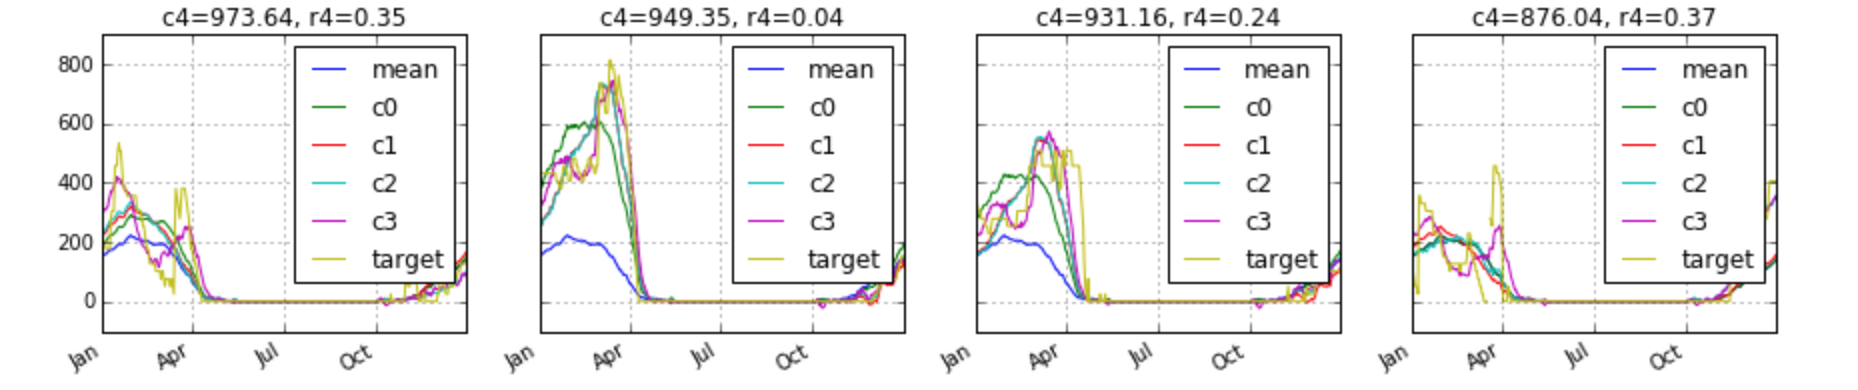 c4=973.64, r4=0.35
800
600
400
200
0
Jan
Apr
Jul
Oct
mean
c0
c1
c2
c3
target
c4=949.35, r4=0.04
Jan
Apr
Jul
Oct
mean
c0
c1
c2
c3
target
c4=931.16, r4=0.24
Jan
Apr
Jul
Oct
mean
c0
c1
c2
c3
target
c4=876.04, r4=0.37
Jan
Apr
Jul
Oct
mean
c0
c1
c2
c3
target